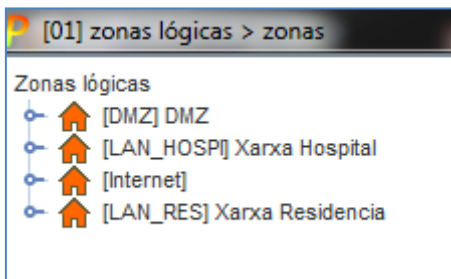 [01] zonas lógicas > zonas
Zonas lógicas
[DMZ] DMZ
[LAN_HOSPI] Xarxa Hospital
[Internet]
[LAN_RES] Xarxa Residencia